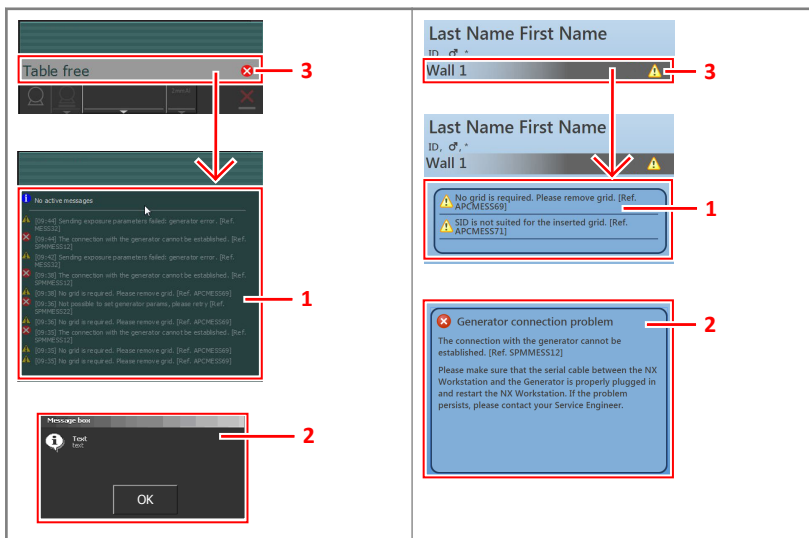 Table free
3
[09:44] Sending exposure parameters failed: generator error. [Ref.
MESS32]
[09:44] The connection with the generator cannot be established. [Ref.
SPMMESS12]
[09:42] Sending exposure parameters failed: generator error. [Ref.
MESS32]
[09:38] The connection with the generator cannot be established. [Ref.
SPMMESS12]
[09:38] No grid is required. Please remove grid. [Ref. APCMESS69]
[09:36] Not possible to set generator params, please retry [Ref.
SPMMESS22]
[09:36] No grid is required. Please remove grid. [Ref. APCMESS69]
[09:35] The connection with the generator cannot be established. [Ref.
SPMMESS12]
[09:35] No grid is required. Please remove grid. [Ref. APCMESS69]
[09:35] No grid is required. Please remove grid. [Ref. APCMESS69]
No active messages
1
Message box
Text
text
OK
2
Last Name First Name
ID, ♂, *
Wall 1
3
Last Name First Name
ID, ♂, *
Wall 1
No grid is required. Please remove grid. [Ref.
APCMESS69]
SID is not suited for the inserted grid. [Ref.
APCMESS71]
1
Generator connection problem
The connection with the generator cannot be
established. [Ref. SPMMESS12]
Please make sure that the serial cable between the NX
Workstation and the Generator is properly plugged in
and restart the NX Workstation. If the problem
persists, please contact your Service Engineer.
2